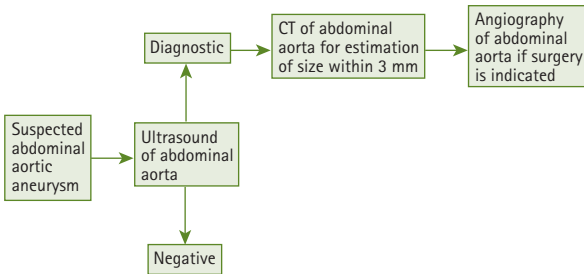 Suspected
abdominal
aortic
aneurysm
Ultrasound
of abdominal
aorta
Diagnostic
CT of abdominal
aorta for estimation
of size within 3 mm
Angiography
of abdominal
aorta if surgery
is indicated
Negative